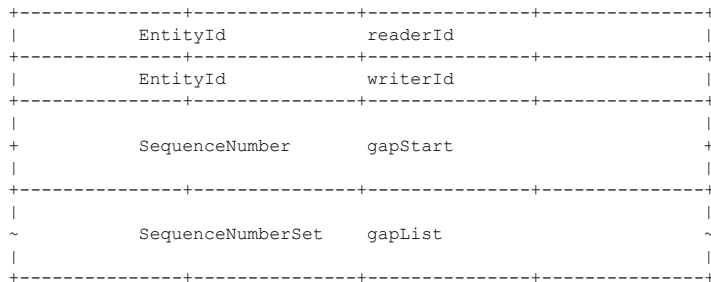 EntityId readerId
EntityId writerId
SequenceNumber gapStart
SequenceNumberSet gapList